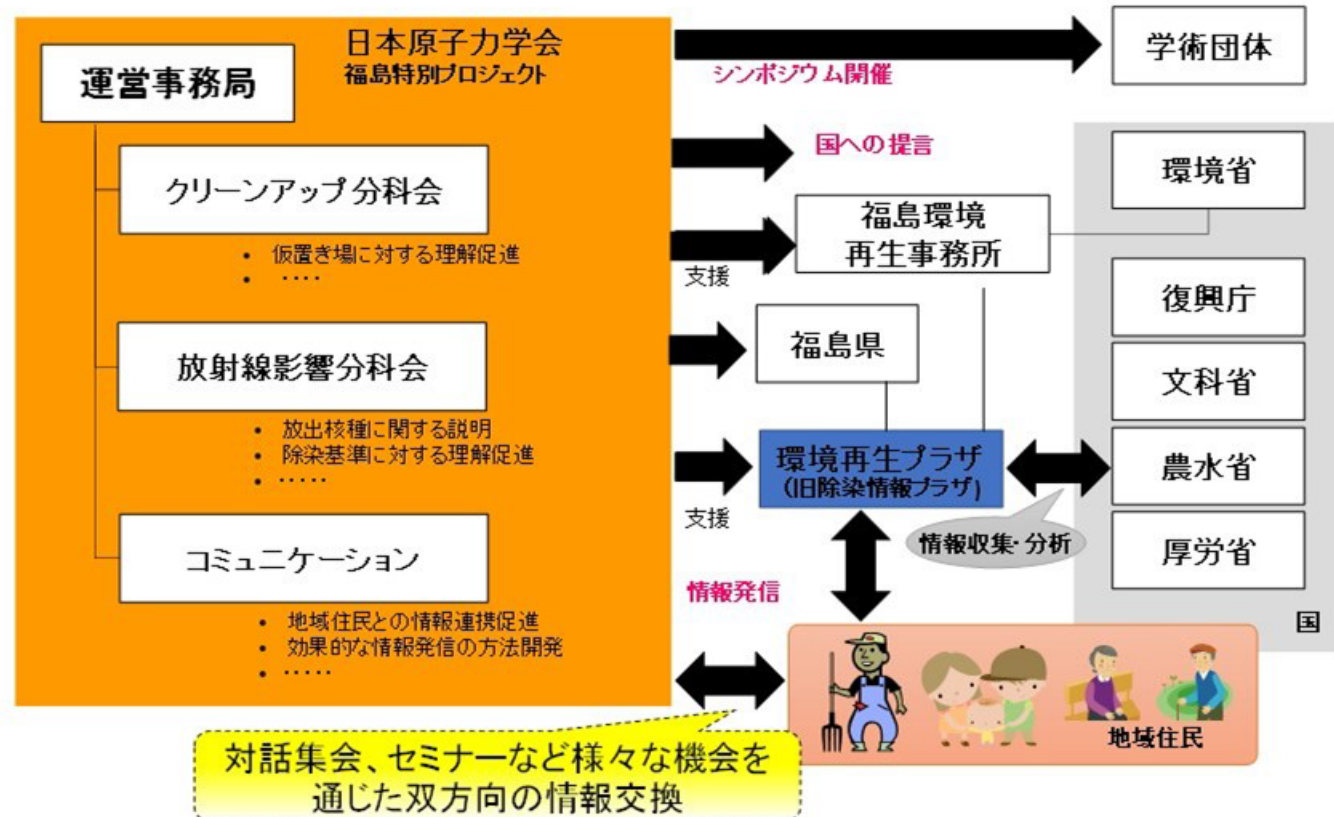 日本原子力学会
福島特別プロジェクト
運営事務局
クリーンアップ分科会
• 仮置き場に対する理解促進
• ‥‥
放射線影響分科会
• 放出核種に関する説明
• 除染基準に対する理解促進
• ‥‥‥
コミュニケーション
• 地域住民との情報連携促進
• 効果的な情報発信の方法開発
• ‥‥‥
シンポジウム開催
学術団体
国への提言
支援
福島環境
再生事務所
福島県
支援
環境再生プラザ
(旧除染情報プラザ)
情報収集・分析
環境省
復興庁
文科省
農水省
厚労省
国
情報発信
地域住民
対話集会、セミナーなど様々な機会を
通じた双方向の情報交換